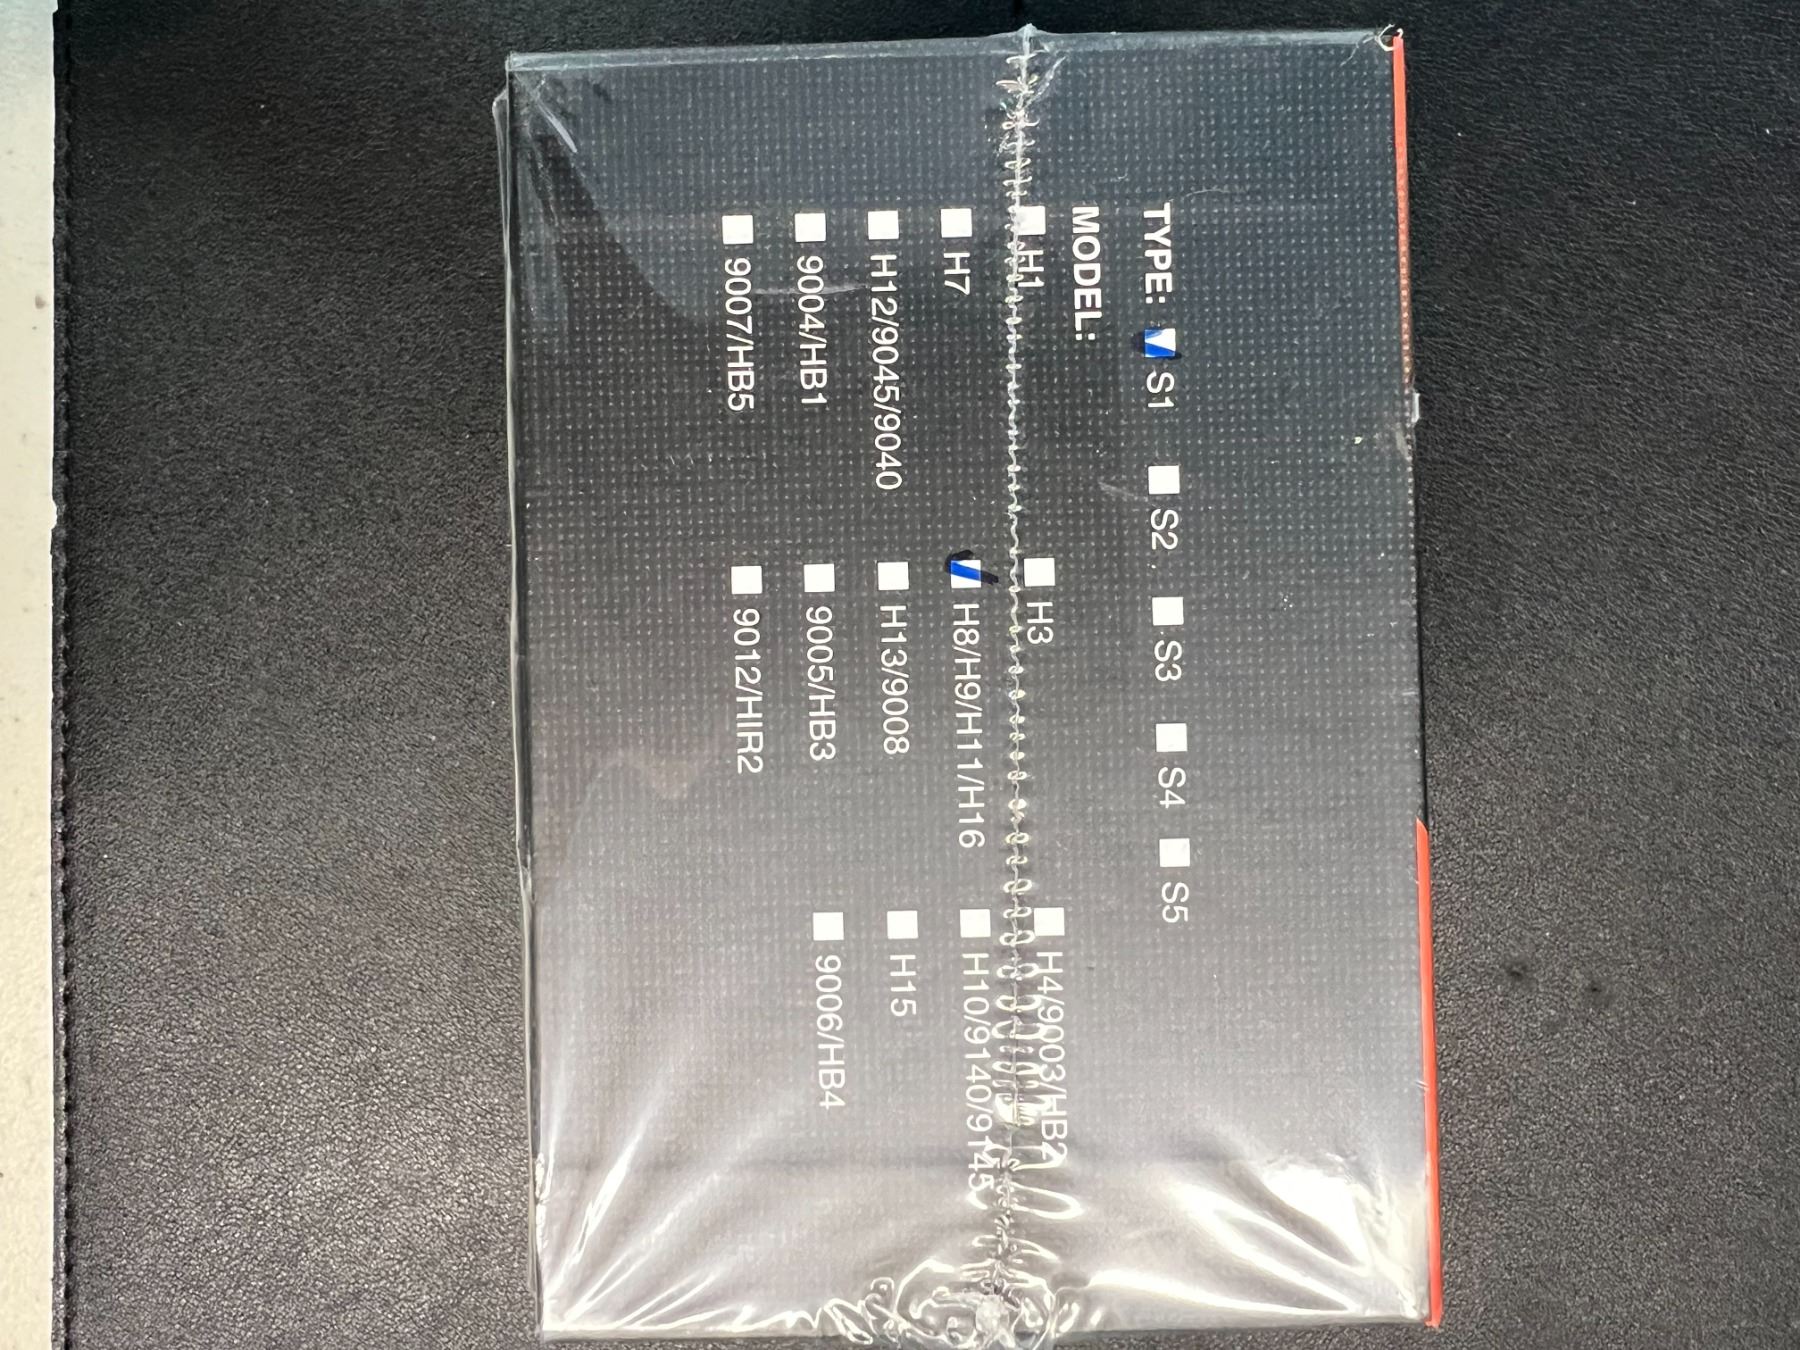 TYPE: S1 S2 S3 S4 S5
MODEL:
H1 H3 H4/9003/HB2
H7 H8/H9/H11/H16 H10/9140/9145
H12/9045/9040 H13/9008 H15
9004/HB1 9005/HB3 9006/HB4
9007/HB5 9012/HIR2